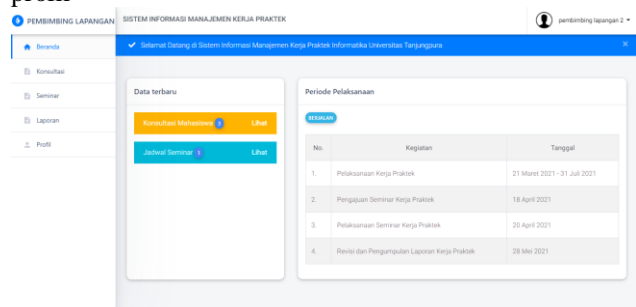 profil
PEMBIMBING LAPANGAN
SISTEM INFORMASI MANAJEMEN KERJA PRAKTEK
pembimbing lapangan 2
Beranda
Konsultasi
Seminar
Laporan
Profil
Selamat Datang di Sistem Informasi Manajemen Kerja Praktek Informatika Universitas Tanjungpura
Data terbaru
Konsultasi Mahasiswa Lihat
Jadwal Seminar Lihat
Periode Pelaksanaan
BERJALAN
No. Kegiatan Tanggal
1. Pelaksanaan Kerja Praktek 21 Maret 2021 - 31 Juli 2021
2. Pengajuan Seminar Kerja Praktek 18 April 2021
3. Pelaksanaan Seminar Kerja Praktek 20 April 2021
4. Revisi dan Pengumpulan Laporan Kerja Praktek 28 Mei 2021